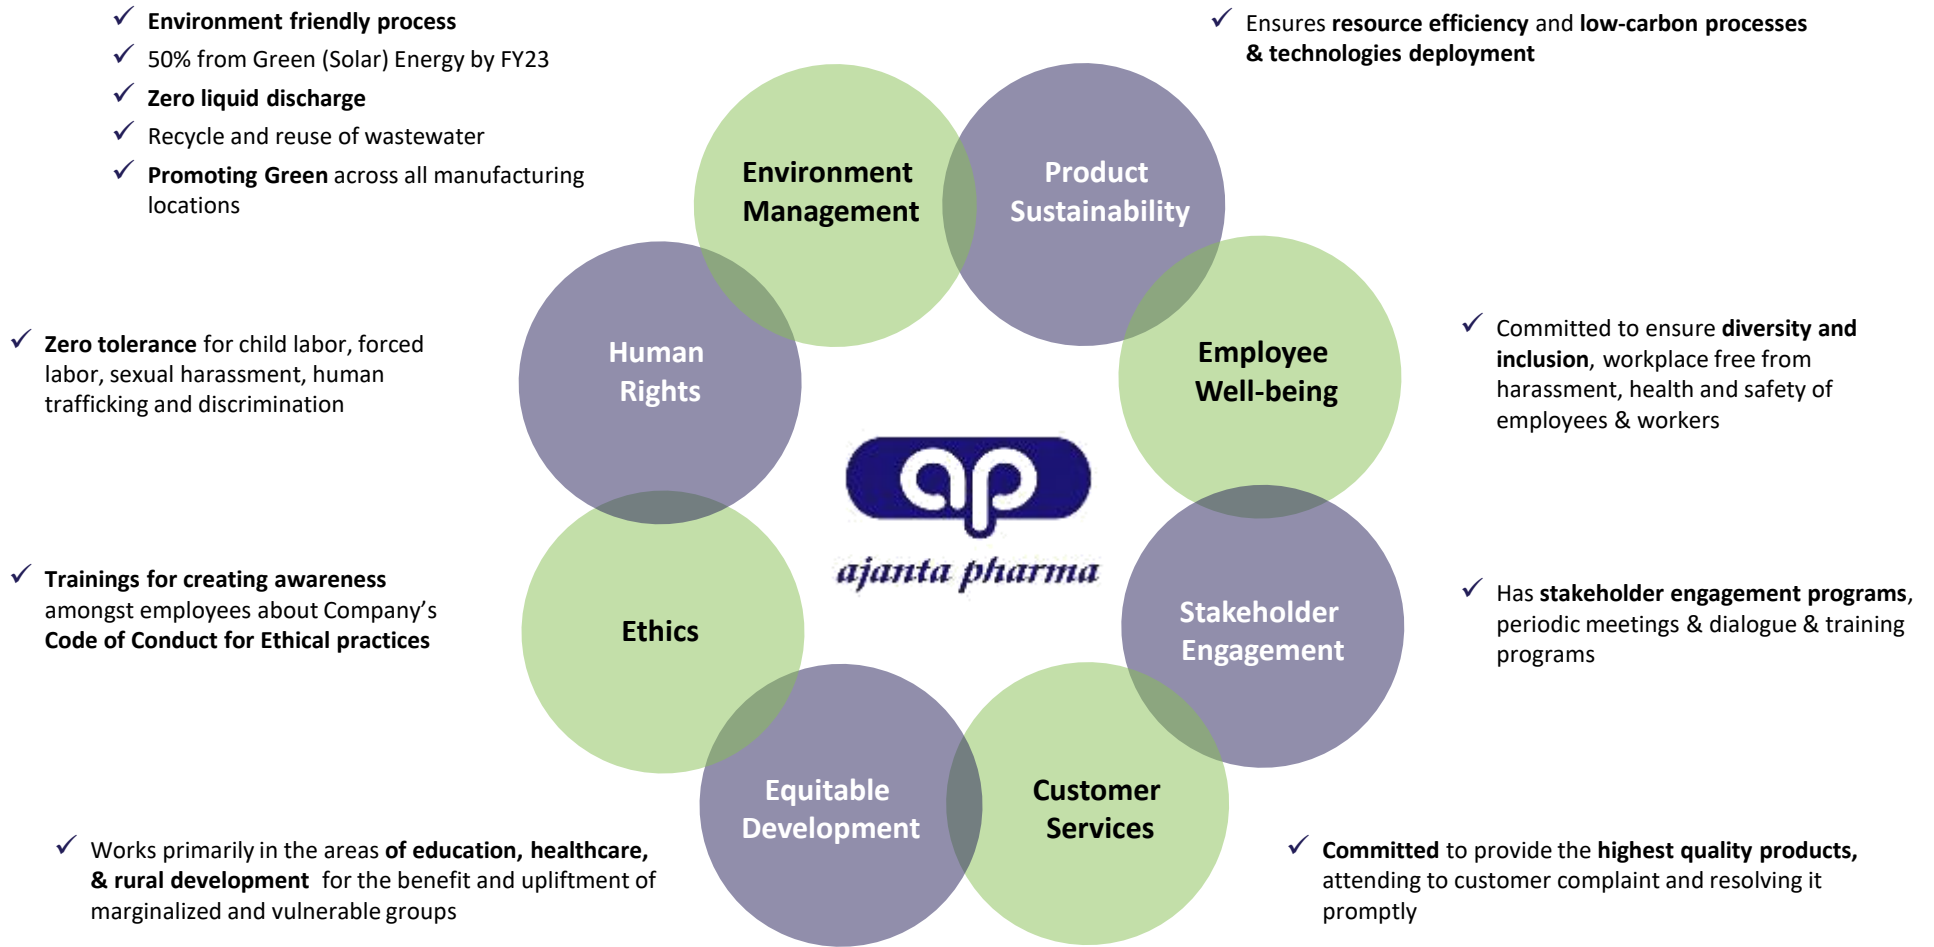 Environment friendly process
50% from Green (Solar) Energy by FY23
Zero liquid discharge
Recycle and reuse of wastewater
Promoting Green across all manufacturing
locations
Ensures resource efficiency and low-carbon processes
& technologies deployment
Environment
Management
Product
Sustainability
Zero tolerance for child labor, forced
labor, sexual harassment, human
trafficking and discrimination
Human
Rights
Employee
Well-being
Committed to ensure diversity and
inclusion, workplace free from
harassment, health and safety of
employees & workers
ap
ajanta pharma
Trainings for creating awareness
amongst employees about Company’s
Code of Conduct for Ethical practices
Ethics
Stakeholder
Engagement
Has stakeholder engagement programs,
periodic meetings & dialogue & training
programs
Equitable
Development
Customer
Services
Works primarily in the areas of education, healthcare,
& rural development for the benefit and upliftment of
marginalized and vulnerable groups
Committed to provide the highest quality products,
attending to customer complaint and resolving it
promptly